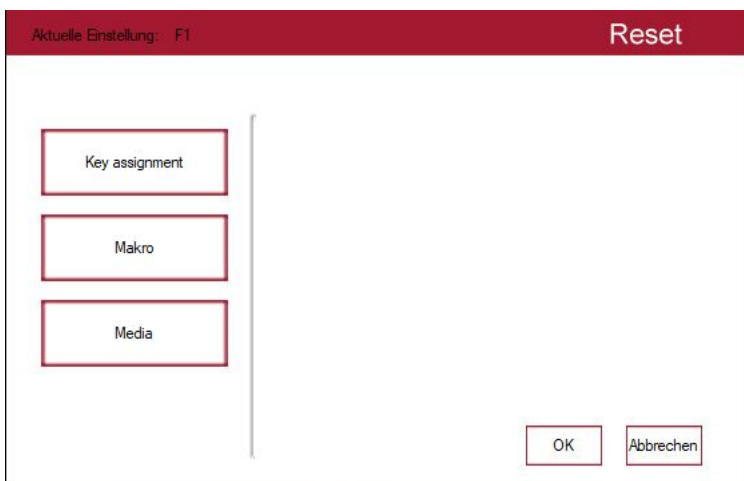 Aktuelle Einstellung: F1
Reset
Key assignment
Makro
Media
OK
Abbrechen